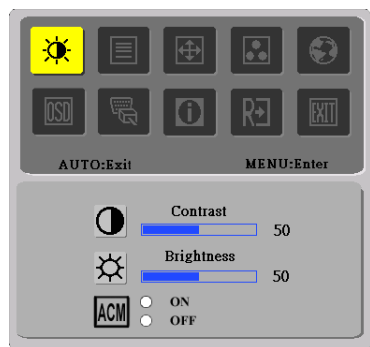 OSD
i
R
EXIT
AUTO:Exit MENU:Enter
Contrast
50
Brightness
50
ACM ON
OFF